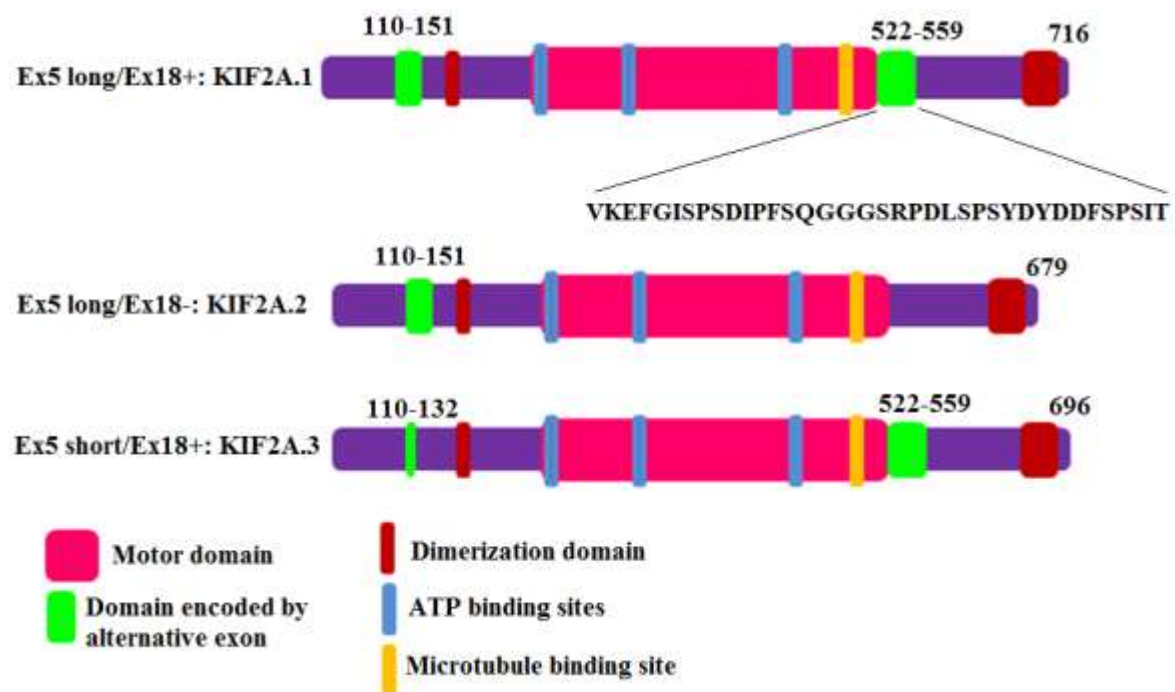 110-151
522-559
716
Ex5 long/Ex18+: KIF2A.1
VKEFGISPSDIPFSQGGGSRPDLSPSYDYDDFSPSIT
110-151
679
Ex5 long/Ex18-: KIF2A.2
110-132
522-559
696
Ex5 short/Ex18+: KIF2A.3
Motor domain
Dimerization domain
Domain encoded by
alternative exon
ATP binding sites
Microtubule binding site